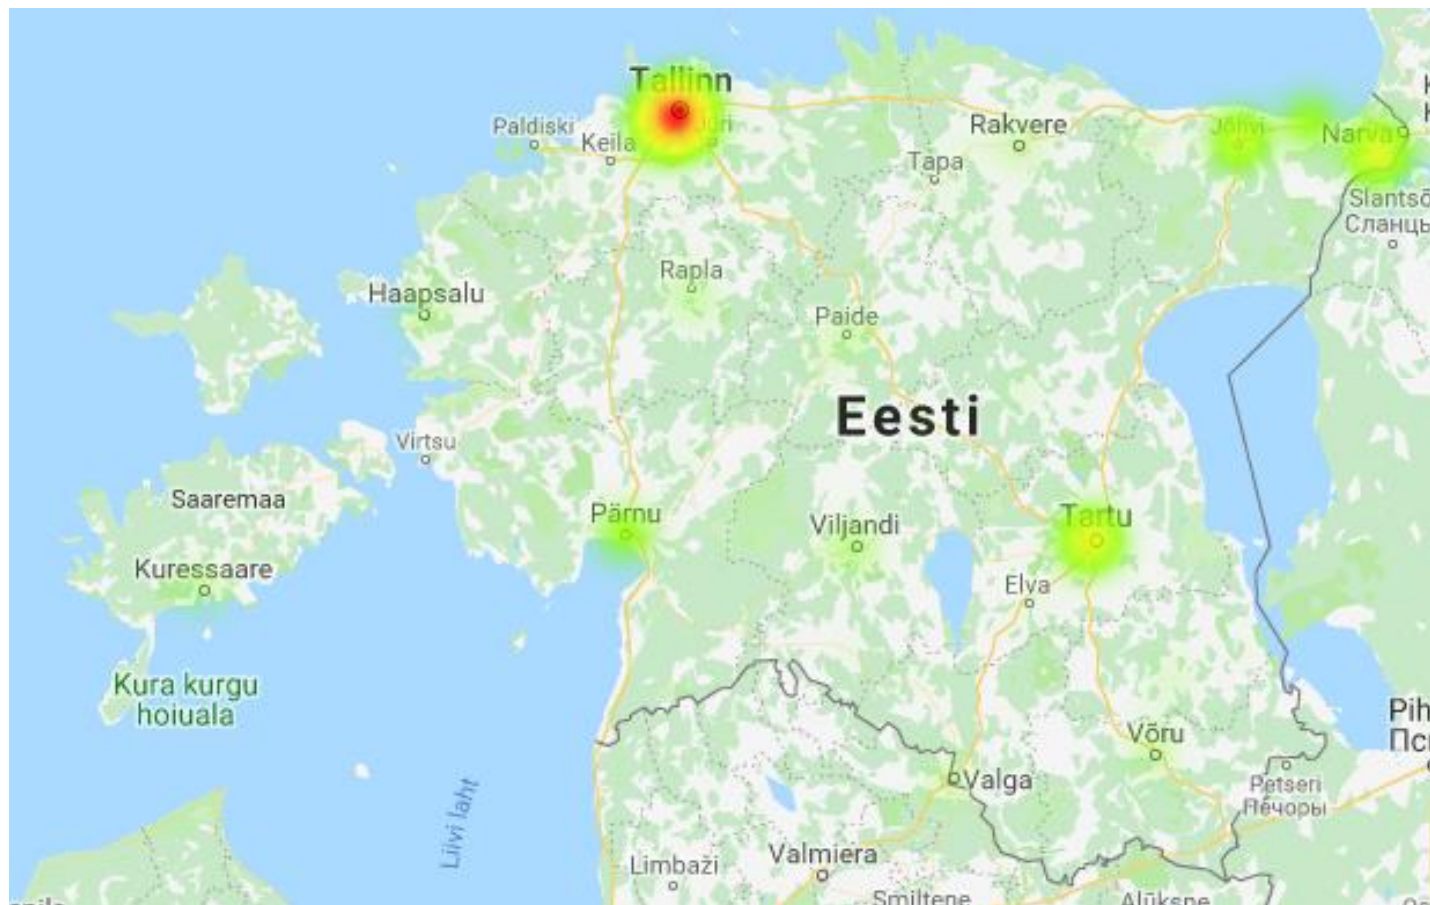 Tallinn
Jüri
Paldiski
Keila
Rakvere
Tapa
Jõhvi
Narva
Сланцы
Rapla
Haapsalu
Paide
Eesti
Virtsu
Saaremaa
Pärnu
Viljandi
Tartu
Kuressaare
Elva
Kura kurgu
hoiuala
Võru
Valga
Petseri
Печоры
Liivi laht
Limbaži
Valmiera
Smiltene
Alūksne